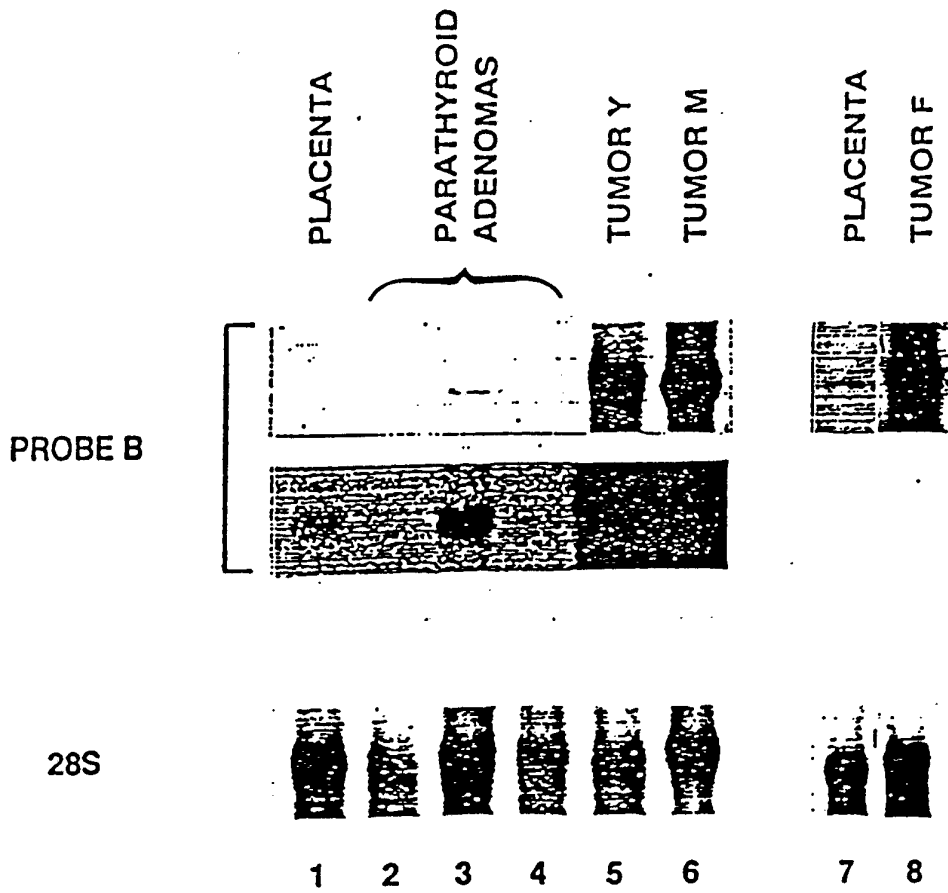 PLACENTA
PARATHYROID
ADENOMAS
TUMOR Y
TUMOR M
PLACENTA
TUMOR F
PROBE B
28S
1 2 3 4 5 6 7 8